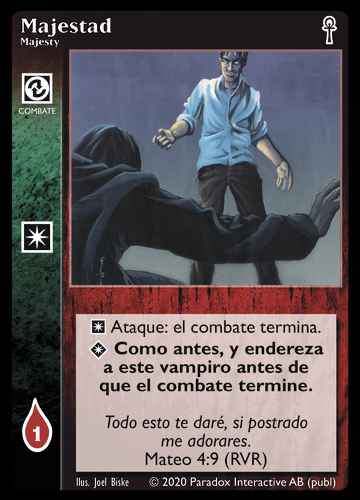 Majestad
Majesty
COMBATE
Ataque: el combate termina.
Como antes, y endereza
a este vampiro antes de
que el combate termine.
Todo esto te daré, si postrado
me adorares.
Mateo 4:9 (RVR)
1
Ilus. Joel Biske © 2020 Paradox Interactive AB (publ)